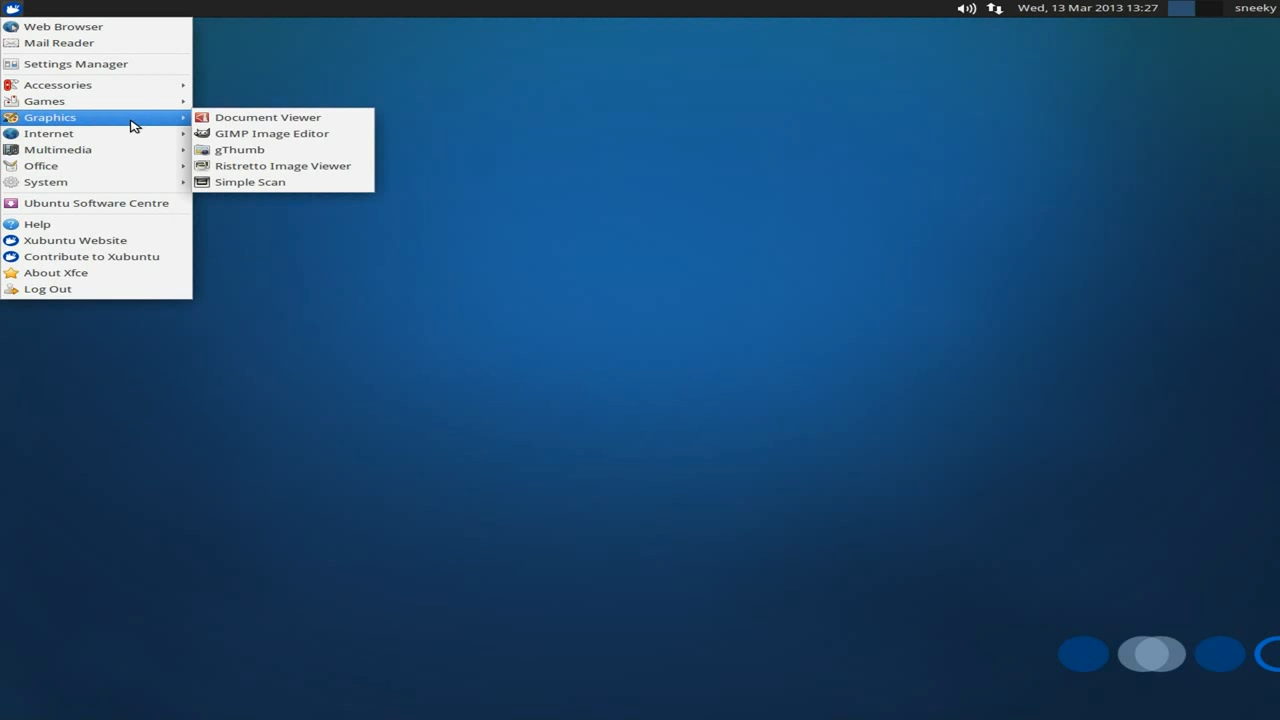 Wed, 13 Mar 2013 13:27
sneeky
Web Browser
Mail Reader
Settings Manager
Accessories
Games
Graphics
Internet
Multimedia
Office
System
Ubuntu Software Centre
Help
Xubuntu Website
Contribute to Xubuntu
About Xfce
Log Out
Document Viewer
GIMP Image Editor
gThumb
Ristretto Image Viewer
Simple Scan